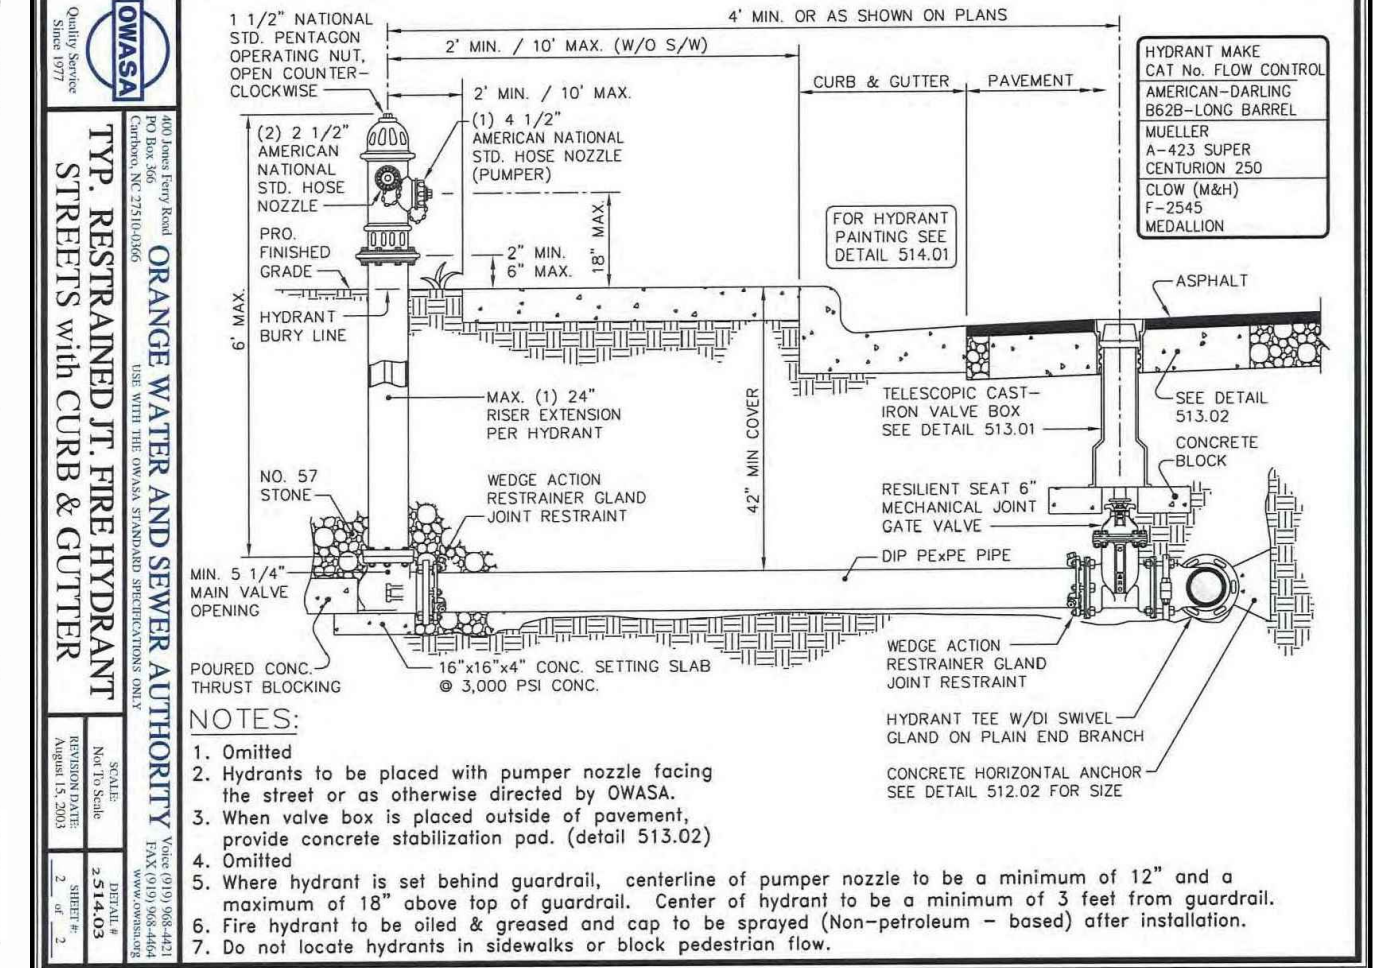 OWASA
Quality Service
Since 1977
400 Jones Ferry Road
PO Box 366
Carrboro, NC 27510-0366
ORANGE WATER AND SEWER AUTHORITY
USE WITH THE OWASA STANDARD SPECIFICATIONS ONLY
Voice (919) 968-4421
FAX (919) 968-4464
www.owasa.org
TYP. RESTRAINED JT. FIRE HYDRANT
STREETS with CURB & GUTTER
SCALE:
Not To Scale
REVISION DATE:
August 15, 2003
DETAIL #
2514.03
SHEET #:
2 of 2
1 1/2" NATIONAL
STD. PENTAGON
OPERATING NUT,
OPEN COUNTER-
CLOCKWISE
4' MIN. OR AS SHOWN ON PLANS
2' MIN. / 10' MAX. (W/O S/W)
2' MIN. / 10' MAX.
CURB & GUTTER
PAVEMENT
HYDRANT MAKE
CAT No. FLOW CONTROL
AMERICAN-DARLING
B62B-LONG BARREL
MUELLER
A-423 SUPER
CENTURION 250
CLOW (M&H)
F-2545
MEDALLION
(2) 2 1/2"
AMERICAN
NATIONAL
STD. HOSE
NOZZLE
(1) 4 1/2"
AMERICAN NATIONAL
STD. HOSE NOZZLE
(PUMPER)
PRO.
FINISHED
GRADE
2" MIN.
6" MAX.
18" MAX.
FOR HYDRANT
PAINTING SEE
DETAIL 514.01
ASPHALT
6' MAX.
HYDRANT
BURY LINE
MAX. (1) 24"
RISER EXTENSION
PER HYDRANT
42" MIN COVER
TELESCOPIC CAST-
IRON VALVE BOX
SEE DETAIL 513.01
SEE DETAIL
513.02
CONCRETE
BLOCK
NO. 57
STONE
WEDGE ACTION
RESTRAINER GLAND
JOINT RESTRAINT
RESILIENT SEAT 6"
MECHANICAL JOINT
GATE VALVE
DIP PExPE PIPE
MIN. 5 1/4"
MAIN VALVE
OPENING
POURED CONC.
THRUST BLOCKING
16"x16"x4" CONC. SETTING SLAB
@ 3,000 PSI CONC.
WEDGE ACTION
RESTRAINER GLAND
JOINT RESTRAINT
HYDRANT TEE W/DI SWIVEL
GLAND ON PLAIN END BRANCH
CONCRETE HORIZONTAL ANCHOR
SEE DETAIL 512.02 FOR SIZE
NOTES:
1. Omitted
2. Hydrants to be placed with pumper nozzle facing
the street or as otherwise directed by OWASA.
3. When valve box is placed outside of pavement,
provide concrete stabilization pad. (detail 513.02)
4. Omitted
5. Where hydrant is set behind guardrail, centerline of pumper nozzle to be a minimum of 12" and a
maximum of 18" above top of guardrail. Center of hydrant to be a minimum of 3 feet from guardrail.
6. Fire hydrant to be oiled & greased and cap to be sprayed (Non-petroleum - based) after installation.
7. Do not locate hydrants in sidewalks or block pedestrian flow.